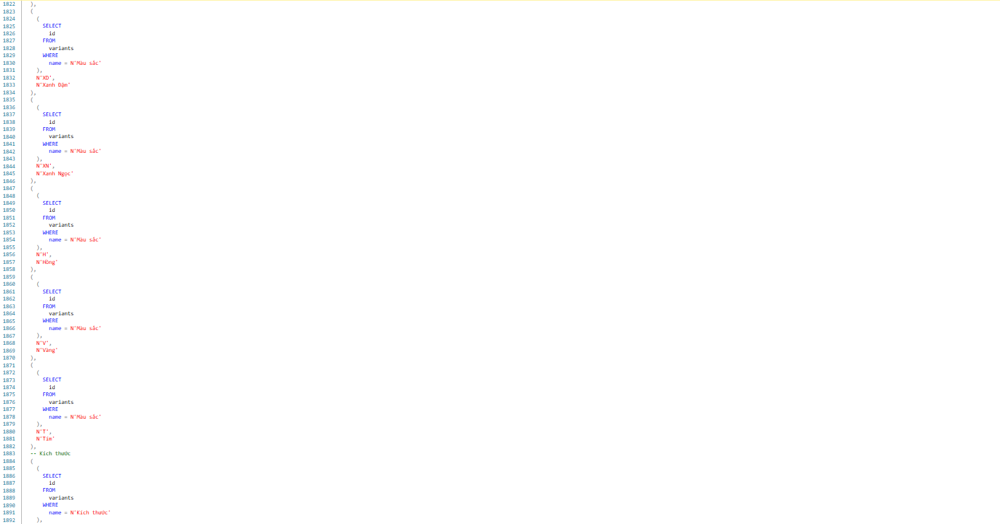 1822 ),
1823 (
1824 (
1825 SELECT
1826 id
1827 FROM
1828 variants
1829 WHERE
1830 name = N'Màu sắc'
1831 ),
1832 N'XD',
1833 N'Xanh Đậm'
1834 ),
1835 (
1836 (
1837 SELECT
1838 id
1839 FROM
1840 variants
1841 WHERE
1842 name = N'Màu sắc'
1843 ),
1844 N'XN',
1845 N'Xanh Ngọc'
1846 ),
1847 (
1848 (
1849 SELECT
1850 id
1851 FROM
1852 variants
1853 WHERE
1854 name = N'Màu sắc'
1855 ),
1856 N'H',
1857 N'Hồng'
1858 ),
1859 (
1860 (
1861 SELECT
1862 id
1863 FROM
1864 variants
1865 WHERE
1866 name = N'Màu sắc'
1867 ),
1868 N'V',
1869 N'Vàng'
1870 ),
1871 (
1872 (
1873 SELECT
1874 id
1875 FROM
1876 variants
1877 WHERE
1878 name = N'Màu sắc'
1879 ),
1880 N'T',
1881 N'Tím'
1882 ),
1883 -- Kích thước
1884 (
1885 (
1886 SELECT
1887 id
1888 FROM
1889 variants
1890 WHERE
1891 name = N'Kích thước'
1892 ),